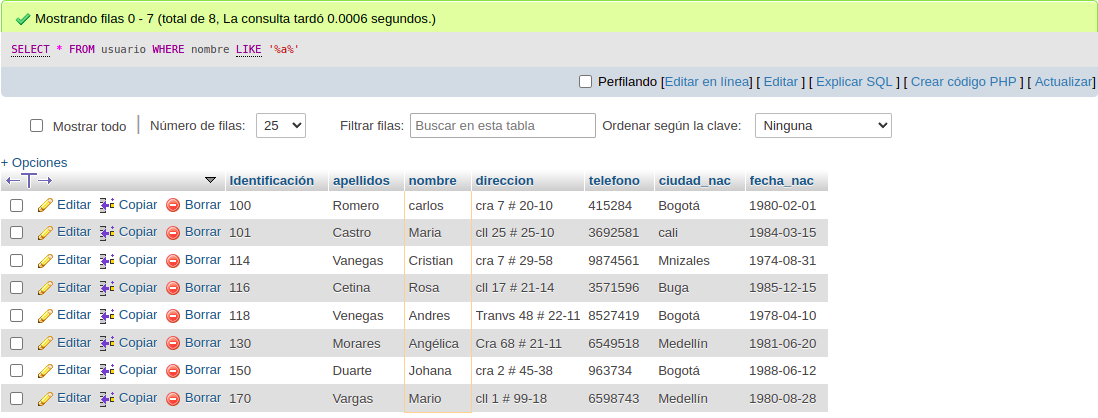 Mostrando filas 0 - 7 (total de 8, La consulta tardó 0.0006 segundos.)
SELECT * FROM usuario WHERE nombre LIKE '%a%'
Perfilando [Editar en línea] [ Editar ] [ Explicar SQL ] [ Crear código PHP ] [ Actualizar]
Mostrar todo Número de filas: 25 Filtrar filas: Buscar en esta tabla Ordenar según la clave: Ninguna
+ Opciones
←T→ Identificación apellidos nombre direccion telefono ciudad_nac fecha_nac
Editar Copiar Borrar 100 Romero carlos cra 7 # 20-10 415284 Bogotá 1980-02-01
Editar Copiar Borrar 101 Castro Maria cll 25 # 25-10 3692581 cali 1984-03-15
Editar Copiar Borrar 114 Vanegas Cristian cra 7 # 29-58 9874561 Mnizales 1974-08-31
Editar Copiar Borrar 116 Cetina Rosa cll 17 # 21-14 3571596 Buga 1985-12-15
Editar Copiar Borrar 118 Venegas Andres Tranvs 48 # 22-11 8527419 Bogotá 1978-04-10
Editar Copiar Borrar 130 Morares Angélica Cra 68 # 21-11 6549518 Medellín 1981-06-20
Editar Copiar Borrar 150 Duarte Johana cra 2 # 45-38 963734 Bogotá 1988-06-12
Editar Copiar Borrar 170 Vargas Mario cll 1 # 99-18 6598743 Medellín 1980-08-28